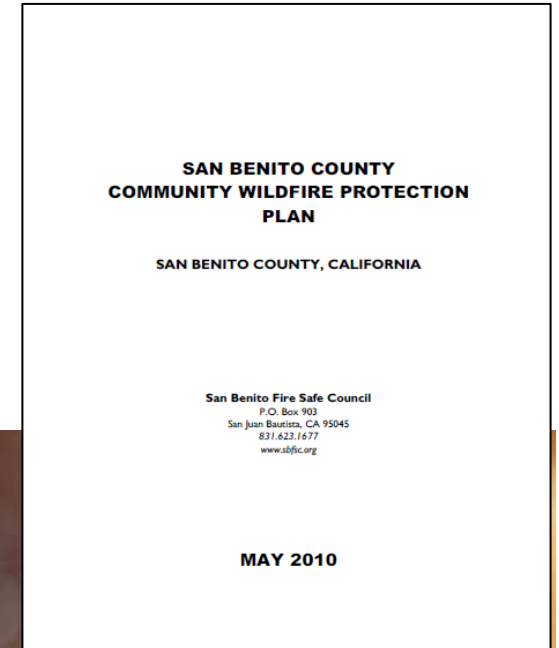 SAN BENITO COUNTY
COMMUNITY WILDFIRE PROTECTION
PLAN
SAN BENITO COUNTY, CALIFORNIA
San Benito Fire Safe Council
P.O. Box 903
San Juan Bautista, CA 95045
831.623.1677
www.sbfsc.org
MAY 2010